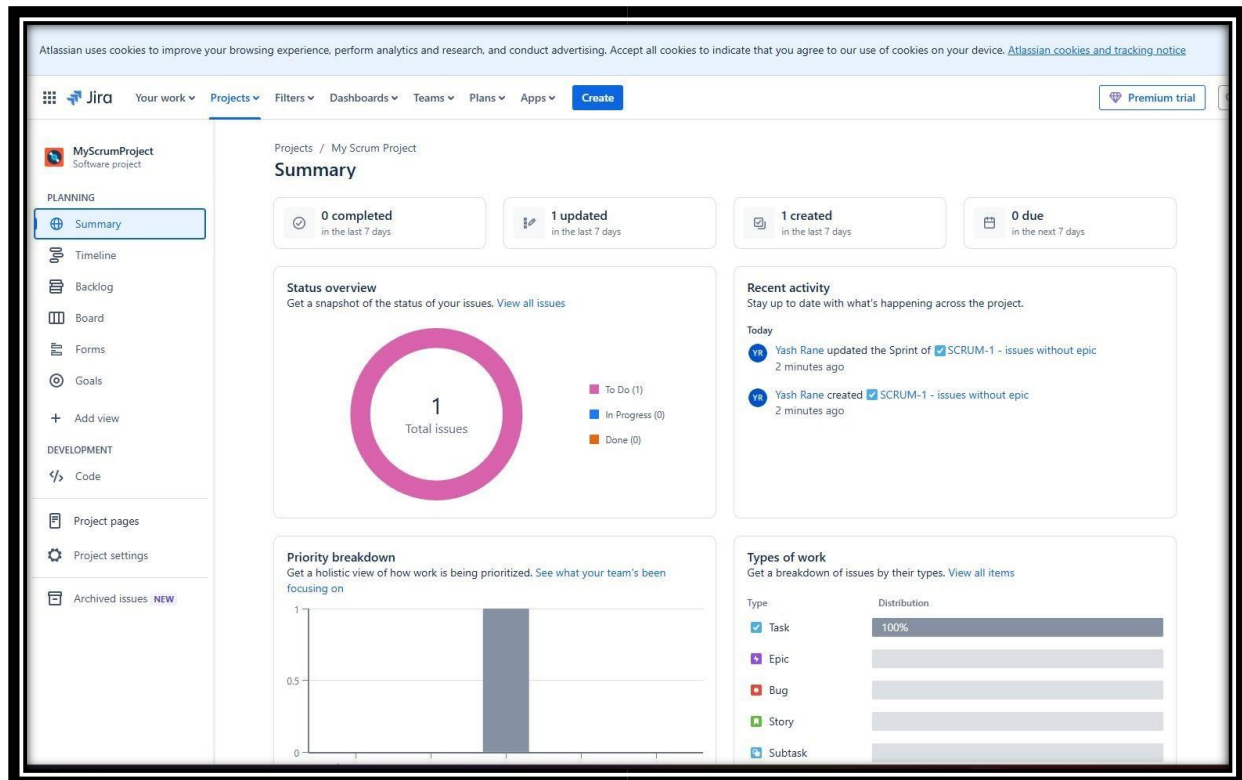 Atlassian uses cookies to improve your browsing experience, perform analytics and research, and conduct advertising. Accept all cookies to indicate that you agree to our use of cookies on your device. Atlassian cookies and tracking notice
Jira Your work Projects Filters Dashboards Teams Plans Apps Create Premium trial
MyScrumProject
Software project
PLANNING
Summary
Timeline
Backlog
Board
Forms
Goals
Add view
DEVELOPMENT
Code
Project pages
Project settings
Archived issues NEW
Projects / My Scrum Project
Summary
0 completed
in the last 7 days
1 updated
in the last 7 days
1 created
in the last 7 days
0 due
in the next 7 days
Status overview
Get a snapshot of the status of your issues. View all issues
1
Total issues
To Do (1)
In Progress (0)
Done (0)
Recent activity
Stay up to date with what's happening across the project.
Today
YR Yash Rane updated the Sprint of SCRUM-1 - issues without epic
2 minutes ago
YR Yash Rane created SCRUM-1 - issues without epic
2 minutes ago
Priority breakdown
Get a holistic view of how work is being prioritized. See what your team's been
focusing on
1
0.5
0
Types of work
Get a breakdown of issues by their types. View all items
Type Distribution
Task 100%
Epic
Bug
Story
Subtask